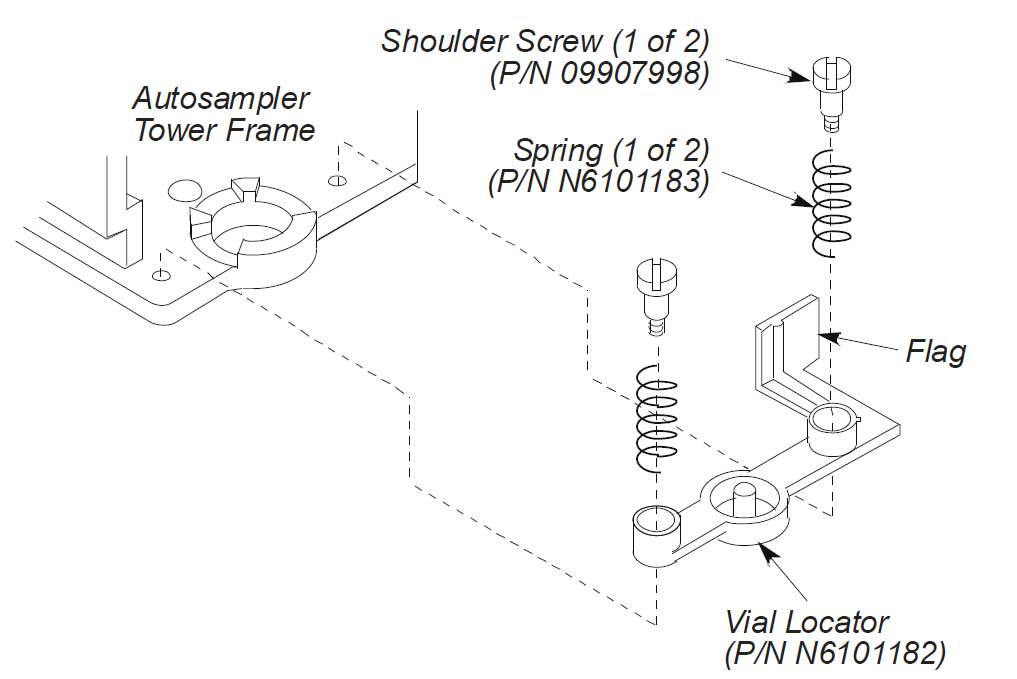 Shoulder Screw (1 of 2)
(P/N 09907998)
Autosampler
Tower Frame
Spring (1 of 2)
(P/N N6101183)
Flag
Vial Locator
(P/N N6101182)